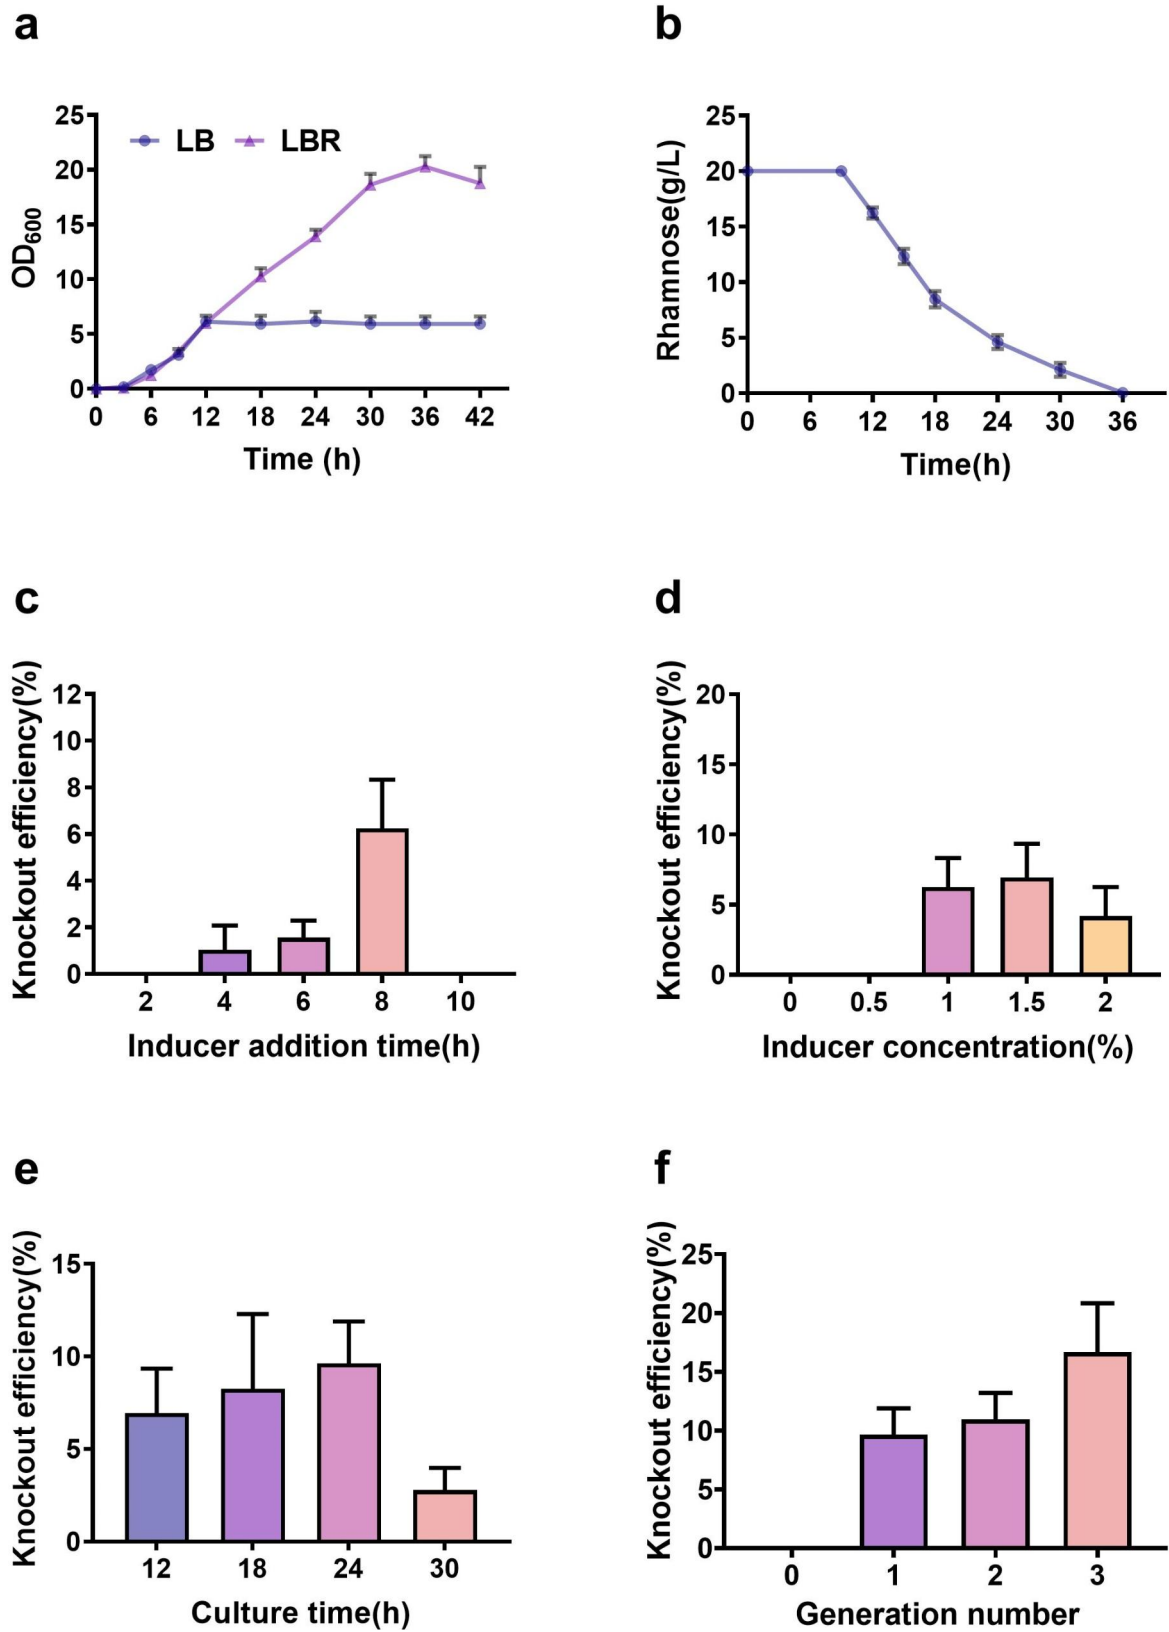 a
25
20
15
10
5
0
OD600
LB
LBR
0 6 12 18 24 30 36 42
Time (h)
b
25
20
15
10
5
0
Rhamnose(g/L)
0 6 12 18 24 30 36
Time(h)
c
12
10
8
6
4
2
0
Knockout efficiency(%)
2 4 6 8 10
Inducer addition time(h)
d
20
15
10
5
0
Knockout efficiency(%)
0 0.5 1 1.5 2
Inducer concentration(%)
e
15
10
5
0
Knockout efficiency(%)
12 18 24 30
Culture time(h)
f
25
20
15
10
5
0
Knockout efficiency(%)
0 1 2 3
Generation number